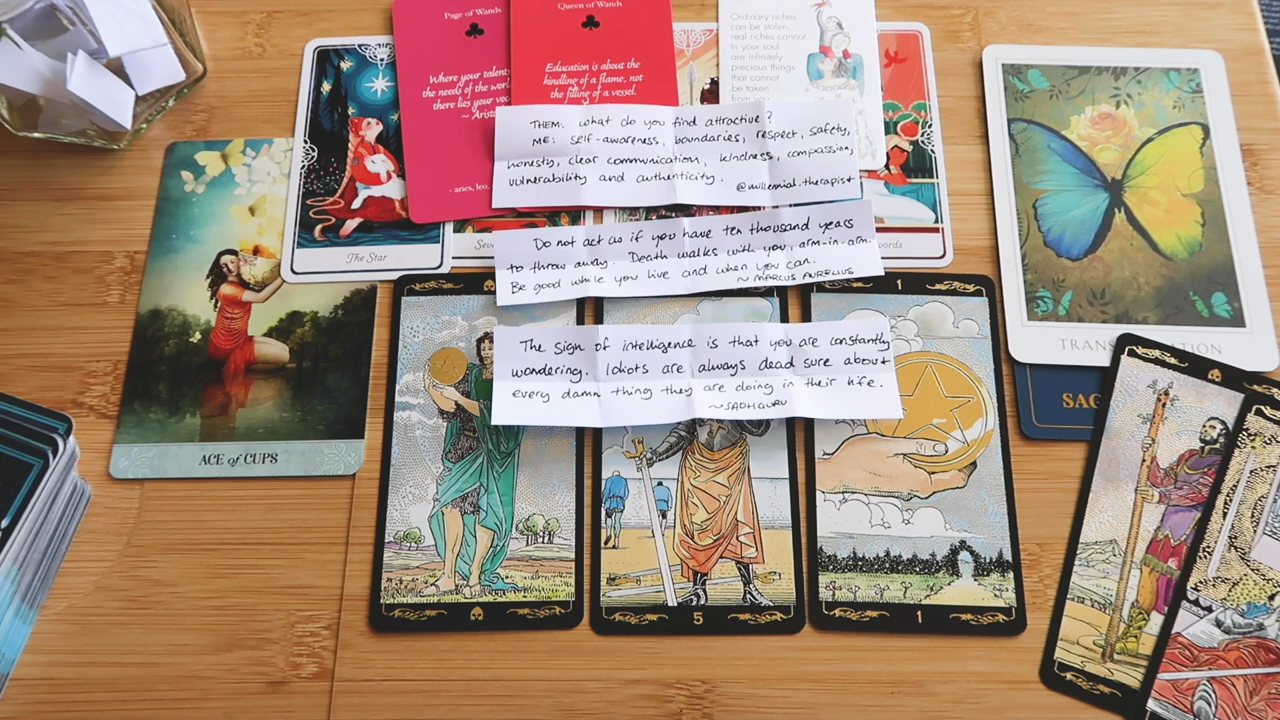 Page of Wands
Where your talents
the needs of the world
there lies your
- aries, leo,
Queen of Wands
Education is about the
kindling of a flame, not
the filling of a vessel.
Ordinary riches
can be stolen,
real riches cannot.
In your soul
are infinitely
precious things
that cannot
be taken
from you
THEM: what do you find attractive?
ME: self-awareness, boundaries, respect, safety,
honesty, clear communication, kindness, compassion,
vulnerability and authenticity.
@millennial.therapist
The Star
Do not act as if you have ten thousand years
to throw away. Death walks with you, arm-in-arm.
Be good while you live and when you can.
~ MARCUS AURELIUS
The sign of intelligence is that you are constantly
wondering. Idiots are always dead sure about
every damn thing they are doing in their life.
~SADHGURU
ACE of CUPS
1
5
1
SAG